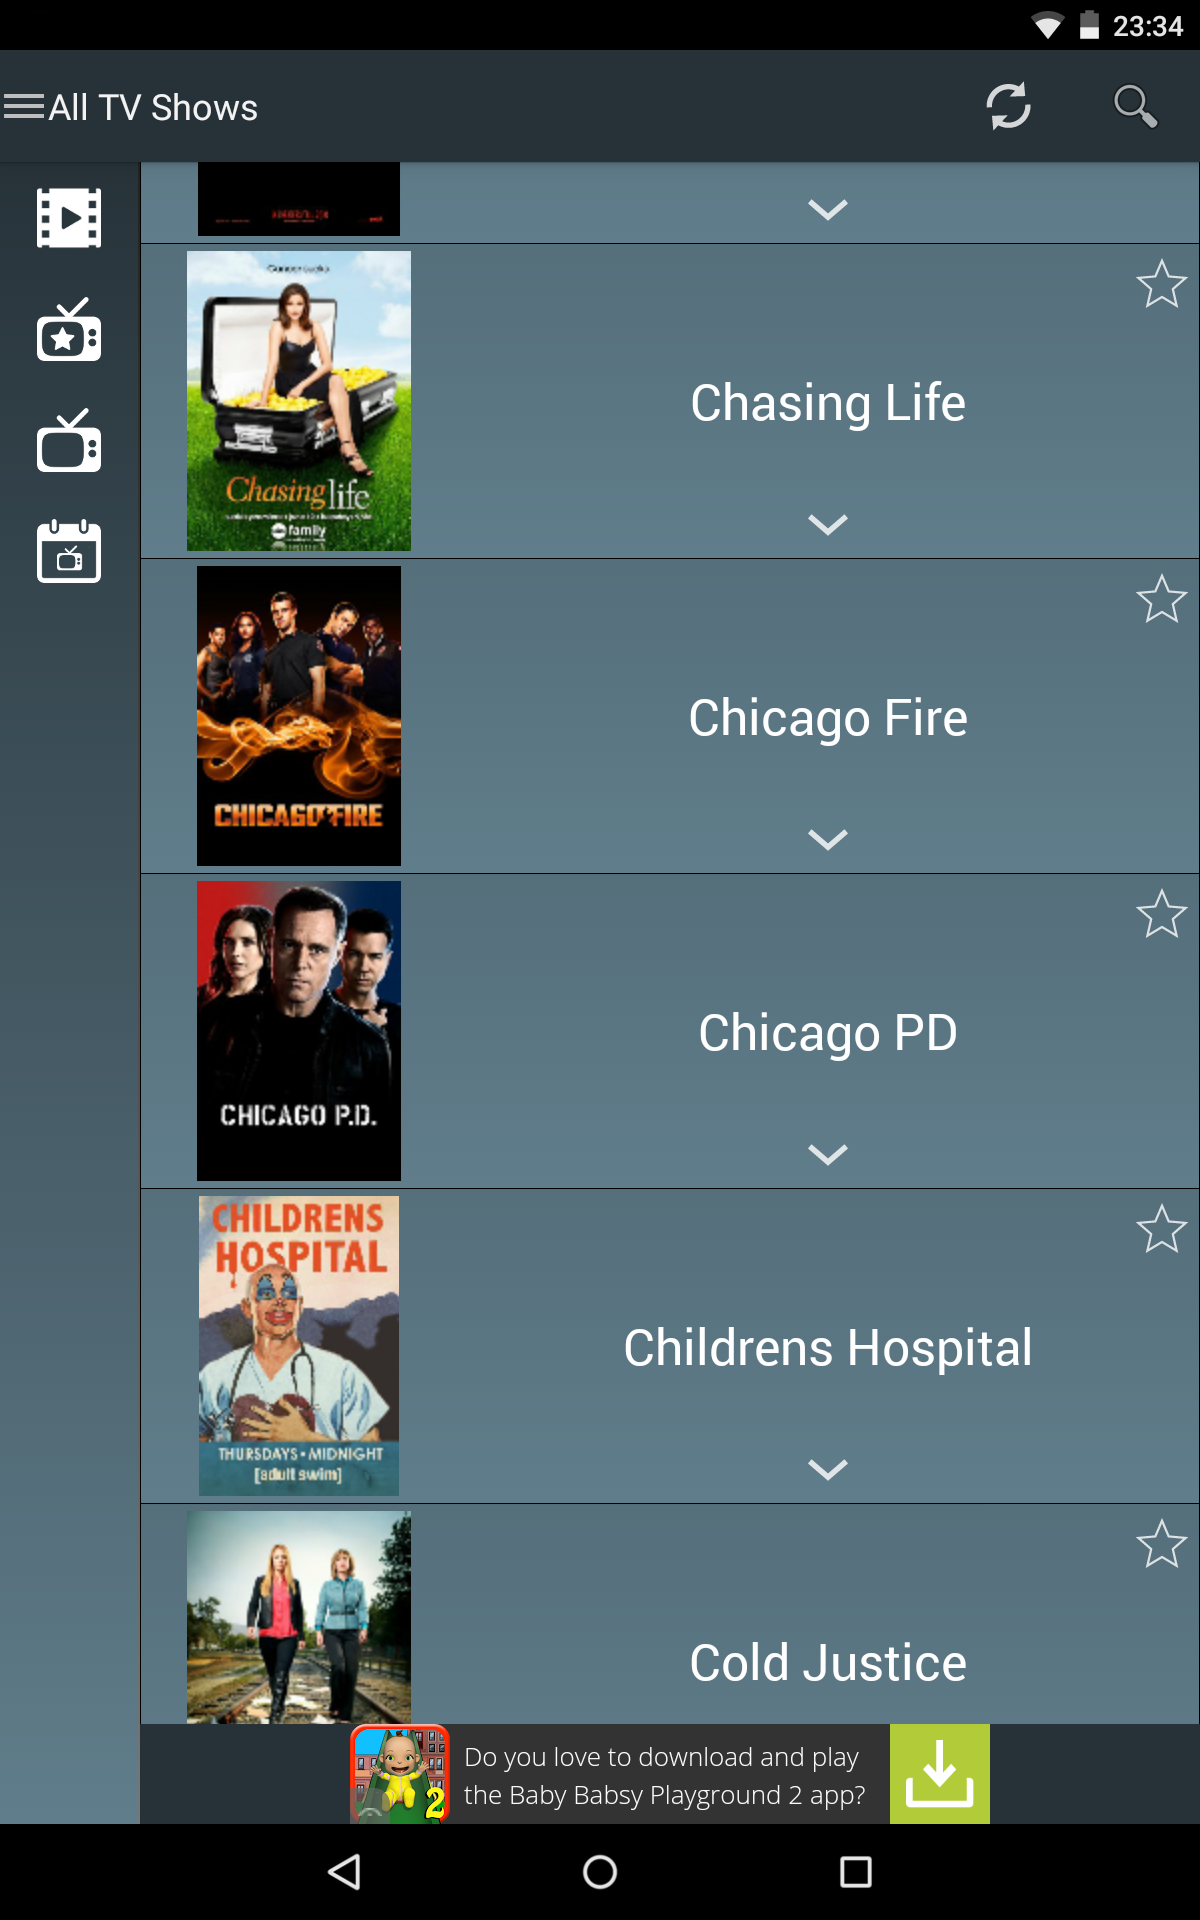 23:34
All TV Shows
Chasing Life
Chasing life
family
Chicago Fire
CHICAGO FIRE
Chicago PD
CHICAGO P.D.
CHILDRENS
HOSPITAL
Childrens Hospital
THURSDAYS • MIDNIGHT
[adult swim]
Cold Justice
2
Do you love to download and play
the Baby Babsy Playground 2 app?